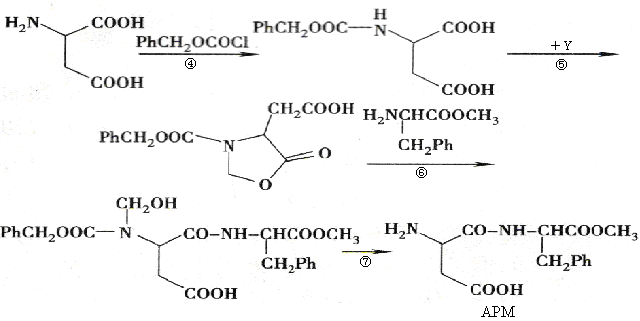 H₂N COOH
COOH
PhCH₂OCOCl
④
PhCH₂OOC—N COOH
H
COOH
+Y
⑤
PhCH₂OOC
N
CH₂COOH
O
O
H₂NCHCOOCH₃
CH₂Ph
⑥
CH₂OH
PhCH₂OOC—N CO—NH—CHCOOCH₃
CH₂Ph
COOH
⑦
H₂N CO—NH—CHCOOCH₃
CH₂Ph
COOH
APM